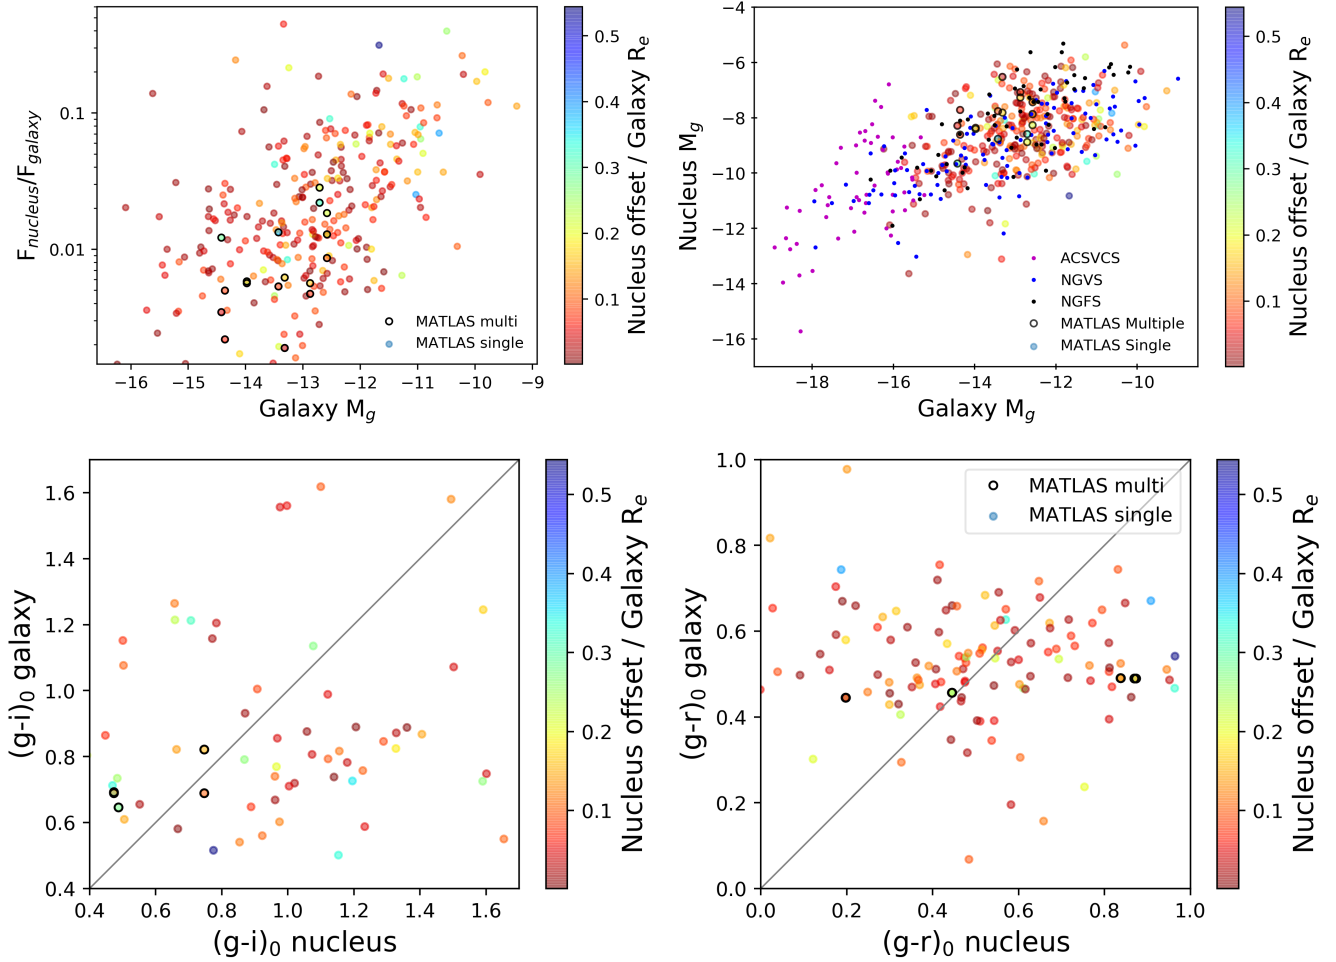 0.1
0.01
F_nucleus/F_galaxy
−16 −15 −14 −13 −12 −11 −10 −9
Galaxy M_g
MATLAS multi
MATLAS single
0.5
0.4
0.3
0.2
0.1
Nucleus offset / Galaxy R_e
−4
−6
−8
−10
−12
−14
−16
Nucleus M_g
−18 −16 −14 −12 −10
Galaxy M_g
ACSVCS
NGVS
NGFS
MATLAS Multiple
MATLAS Single
0.5
0.4
0.3
0.2
0.1
Nucleus offset / Galaxy R_e
1.6
1.4
1.2
1.0
0.8
0.6
0.4
(g-i)_0 galaxy
0.4 0.6 0.8 1.0 1.2 1.4 1.6
(g-i)_0 nucleus
0.5
0.4
0.3
0.2
0.1
Nucleus offset / Galaxy R_e
1.0
0.8
0.6
0.4
0.2
0.0
(g-r)_0 galaxy
MATLAS multi
MATLAS single
0.0 0.2 0.4 0.6 0.8 1.0
(g-r)_0 nucleus
0.5
0.4
0.3
0.2
0.1
Nucleus offset / Galaxy R_e